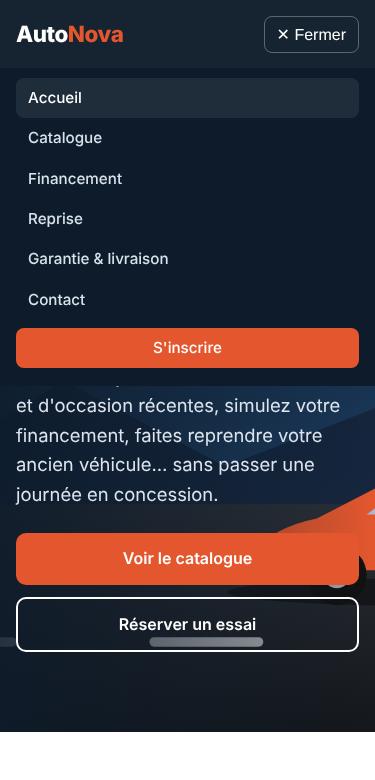 AutoNova
✕ Fermer
Accueil
Catalogue
Financement
Reprise
Garantie & livraison
Contact
S'inscrire
et d'occasion récentes, simulez votre
financement, faites reprendre votre
ancien véhicule... sans passer une
journée en concession.
Voir le catalogue
Réserver un essai